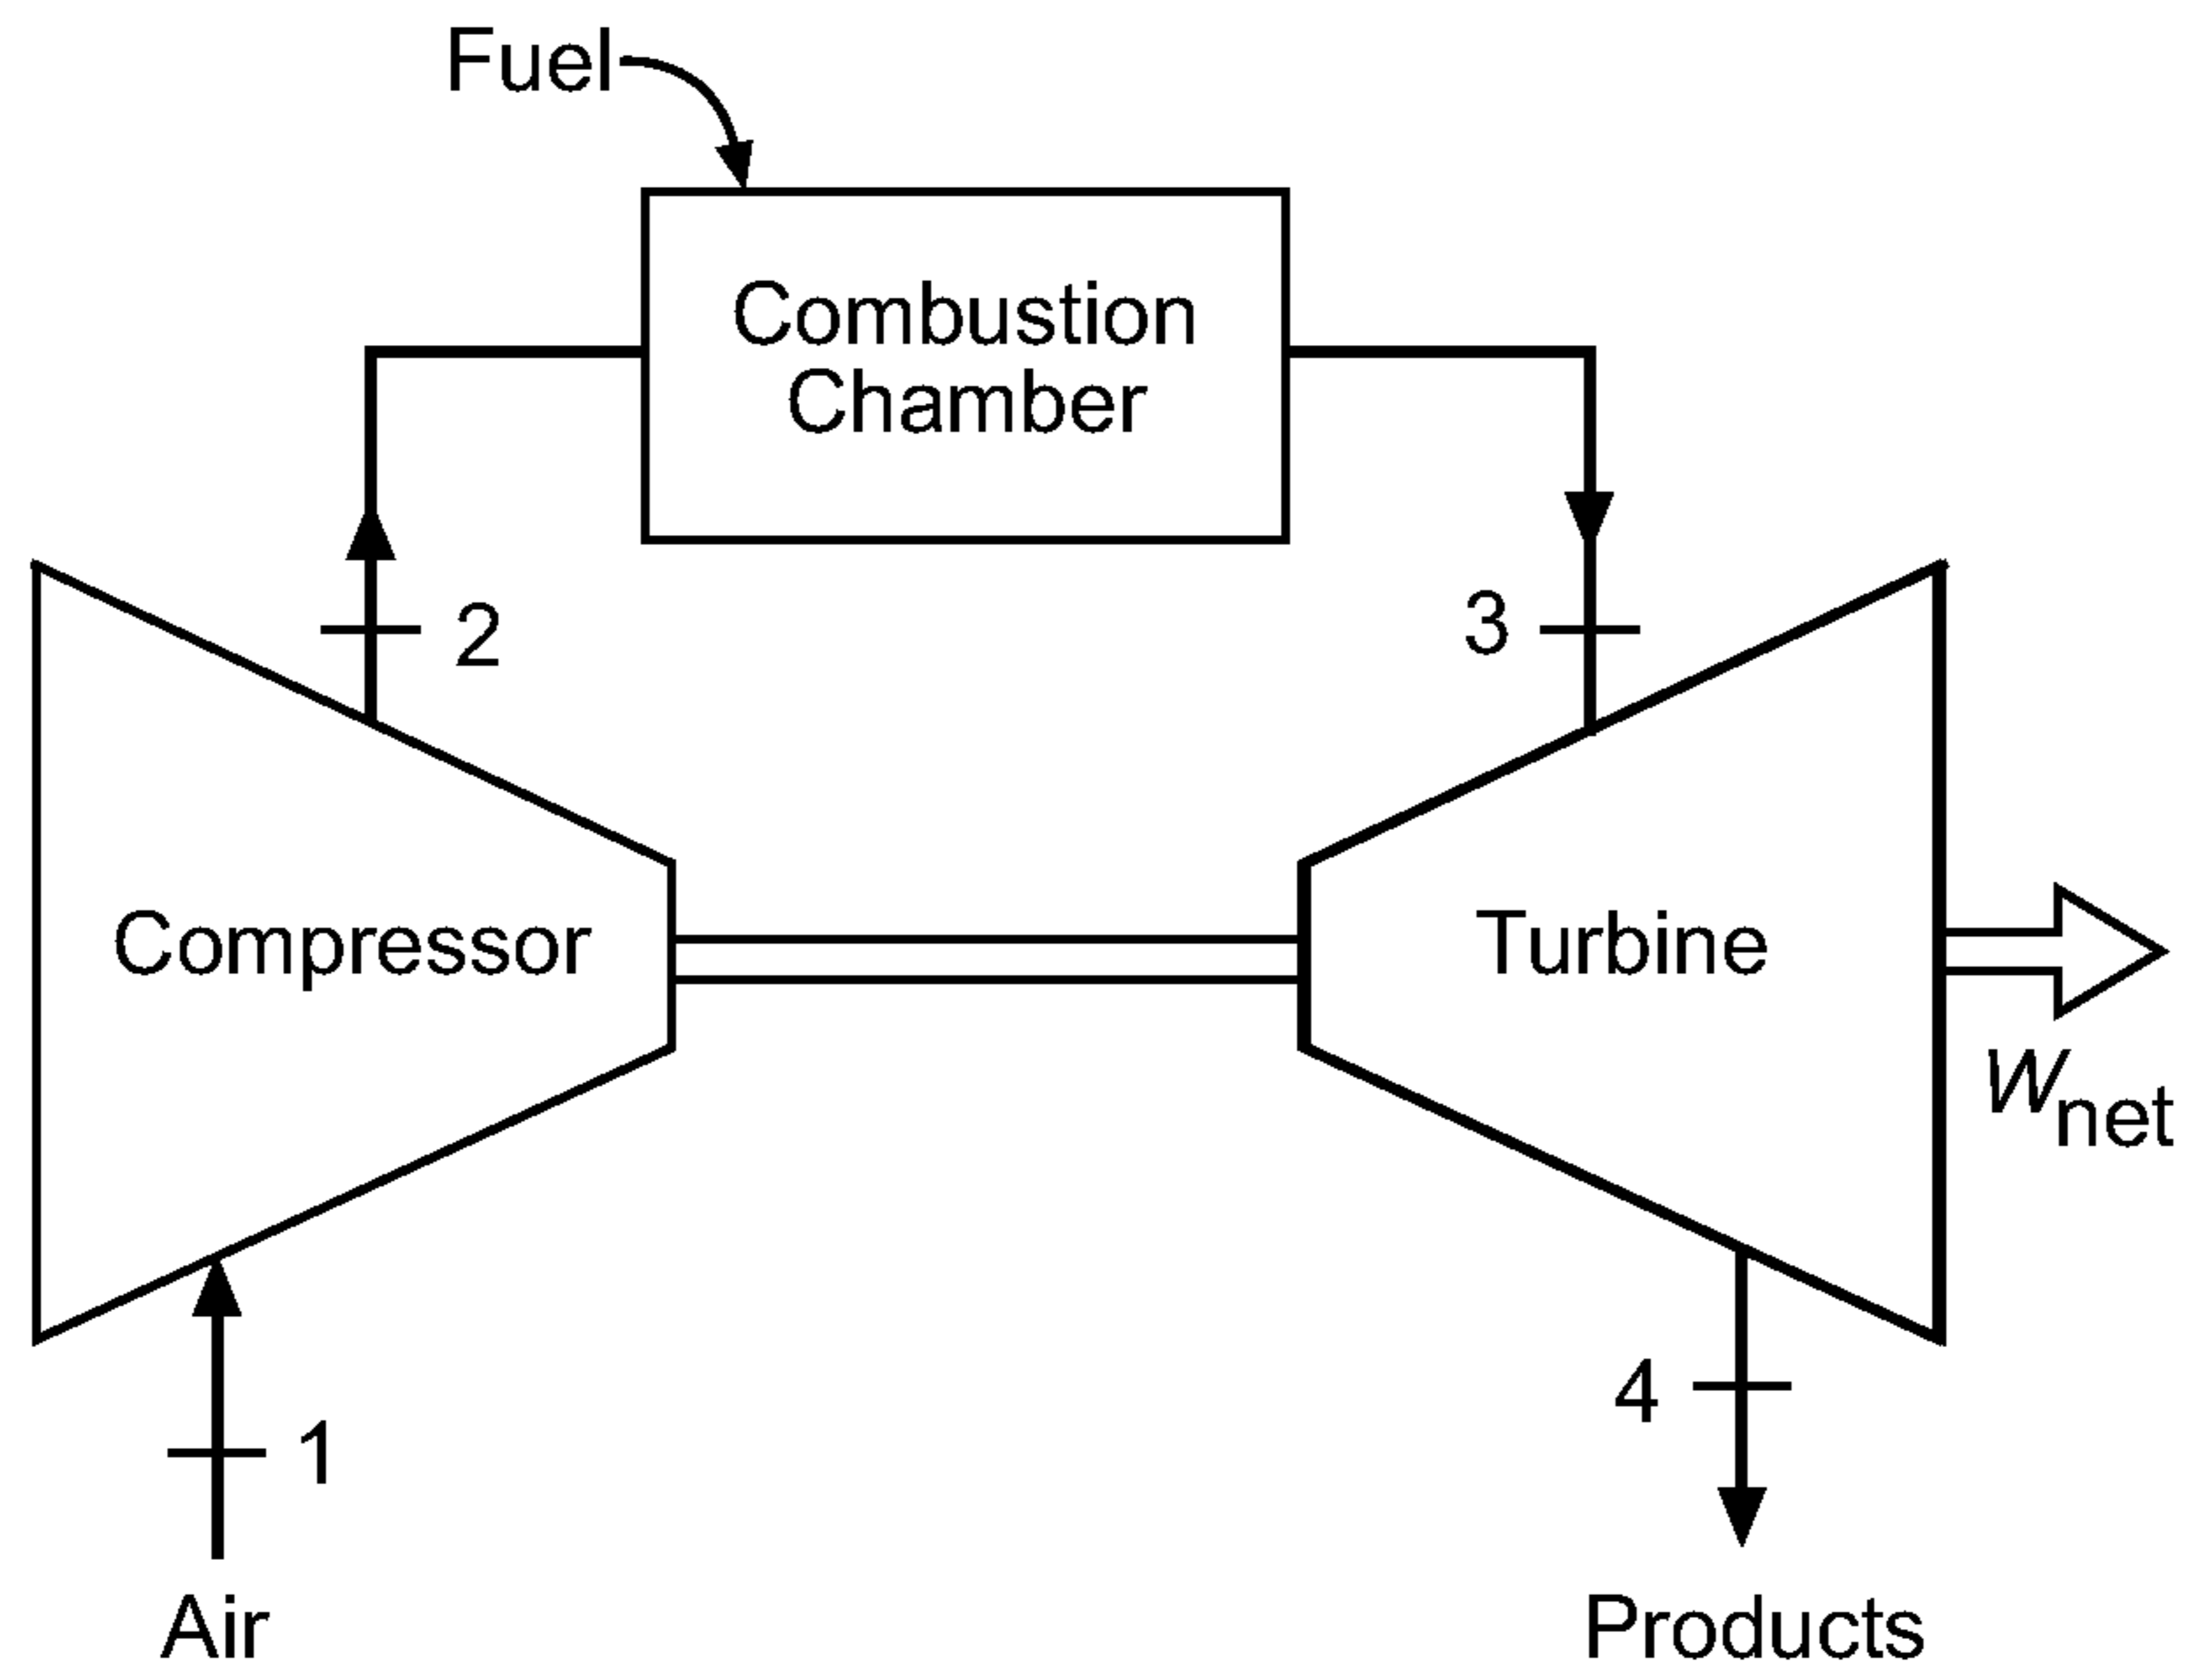 Fuel
Combustion
Chamber
2
3
Compressor
Turbine
Wnet
4
1
Air
Products